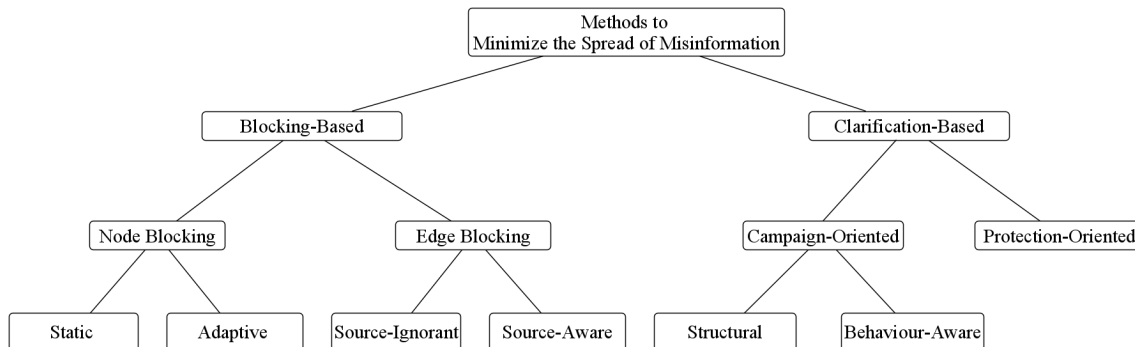 Methods to
Minimize the Spread of Misinformation
Blocking-Based
Clarification-Based
Node Blocking
Edge Blocking
Campaign-Oriented
Protection-Oriented
Static
Adaptive
Source-Ignorant
Source-Aware
Structural
Behaviour-Aware